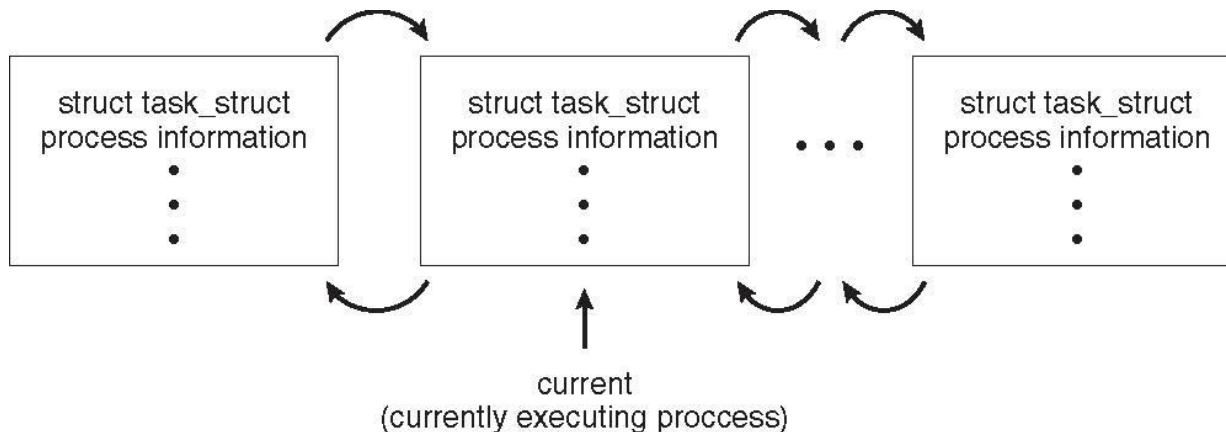 struct task_struct
process information
struct task_struct
process information
struct task_struct
process information
current
(currently executing proccess)